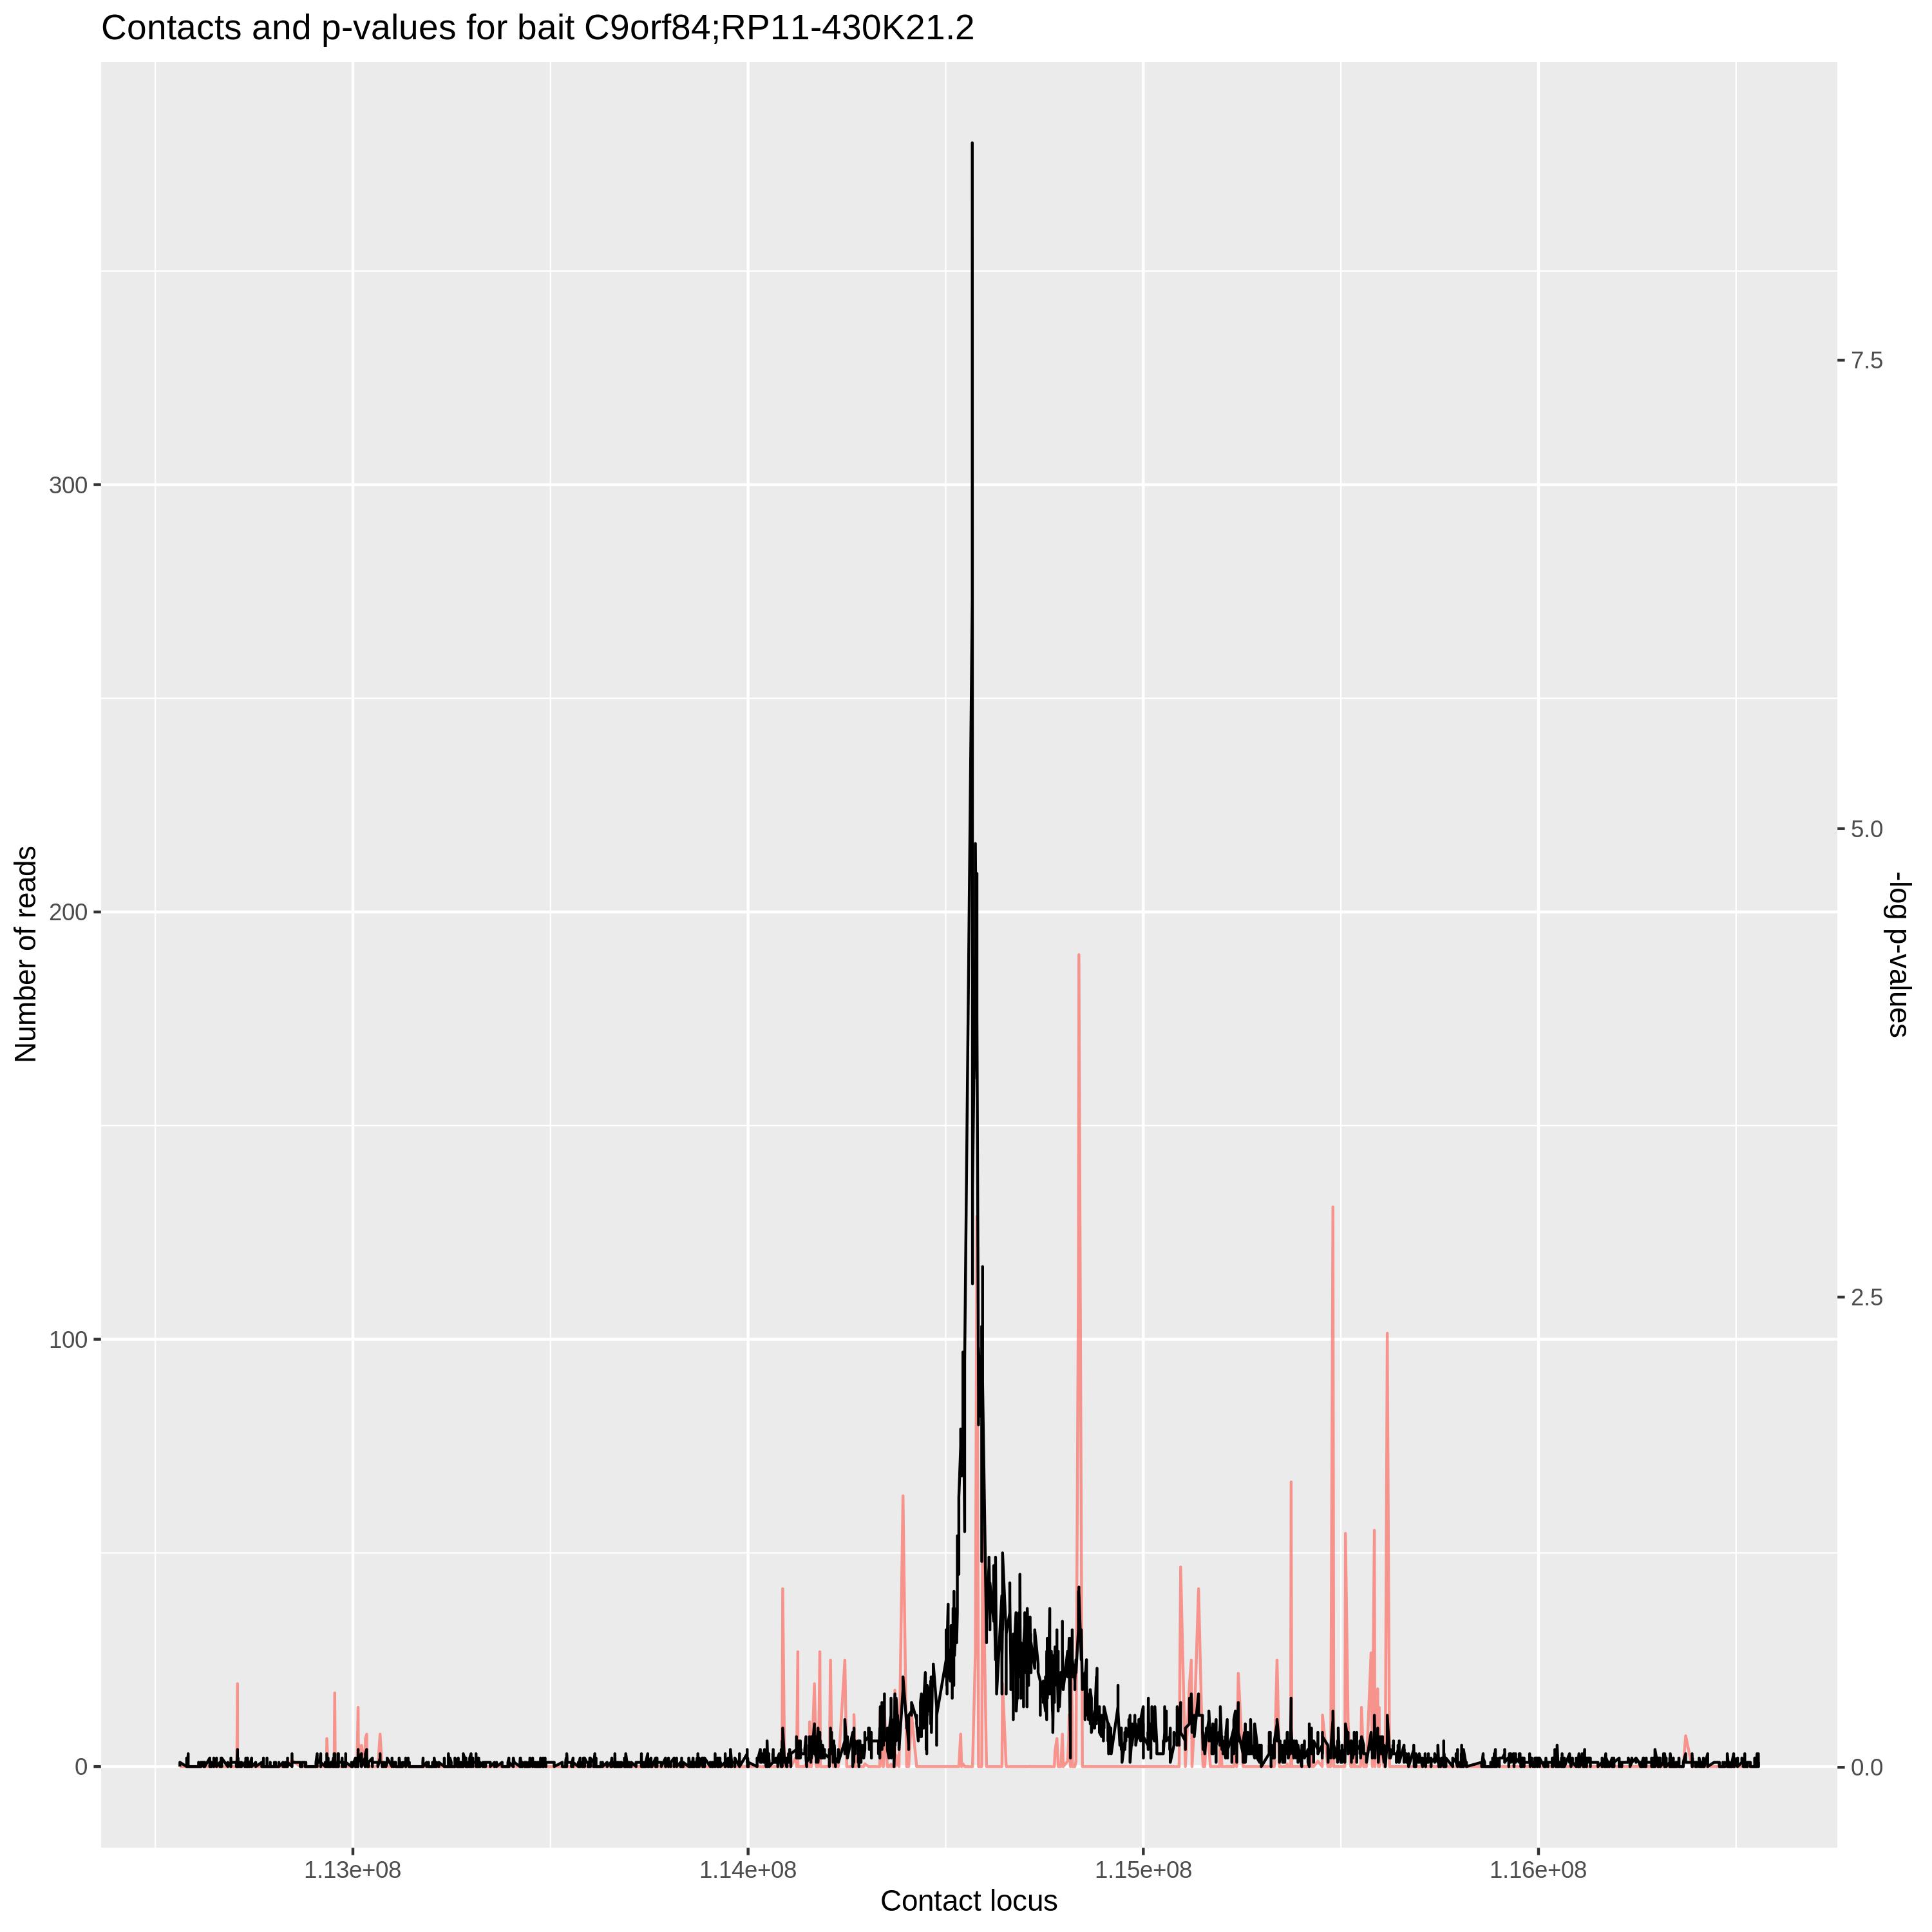 Contacts and p-values for bait C9orf84;RP11-430K21.2
300
200
100
0
Number of reads
7.5
5.0
2.5
0.0
-log p-values
1.13e+08
1.14e+08
1.15e+08
1.16e+08
Contact locus